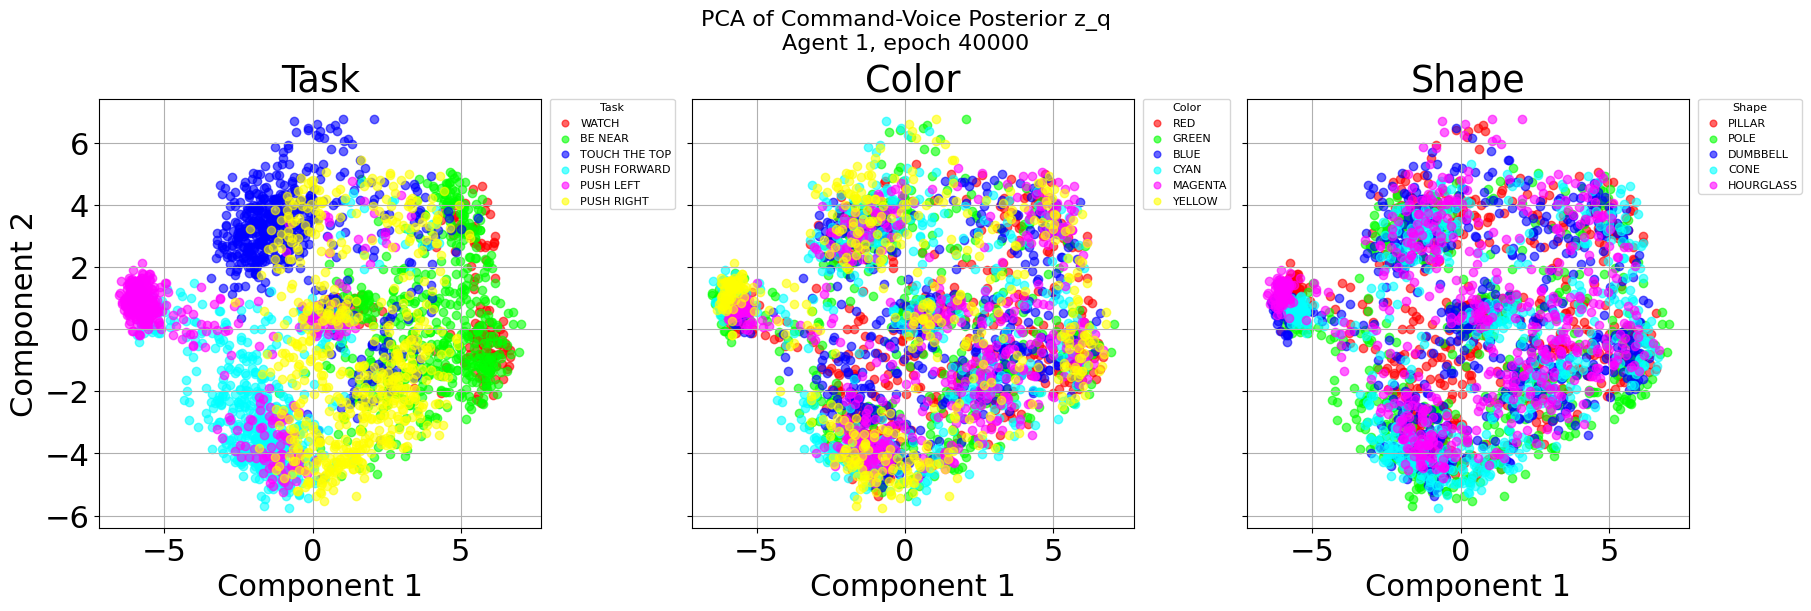 PCA of Command-Voice Posterior z_q
Agent 1, epoch 40000
Task
Color
Shape
Component 2
6
4
2
0
−2
−4
−6
−5 0 5
Component 1
−5 0 5
Component 1
−5 0 5
Component 1
Task
WATCH
BE NEAR
TOUCH THE TOP
PUSH FORWARD
PUSH LEFT
PUSH RIGHT
Color
RED
GREEN
BLUE
CYAN
MAGENTA
YELLOW
Shape
PILLAR
POLE
DUMBBELL
CONE
HOURGLASS